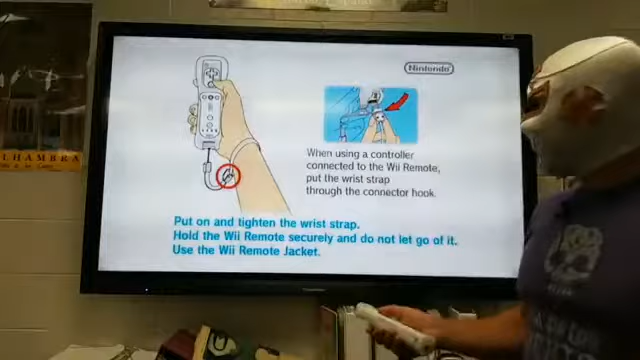 Nintendo
When using a controller
connected to the Wii Remote,
put the wrist strap
through the connector hook.
Put on and tighten the wrist strap.
Hold the Wii Remote securely and do not let go of it.
Use the Wii Remote Jacket.
LHAMBRA